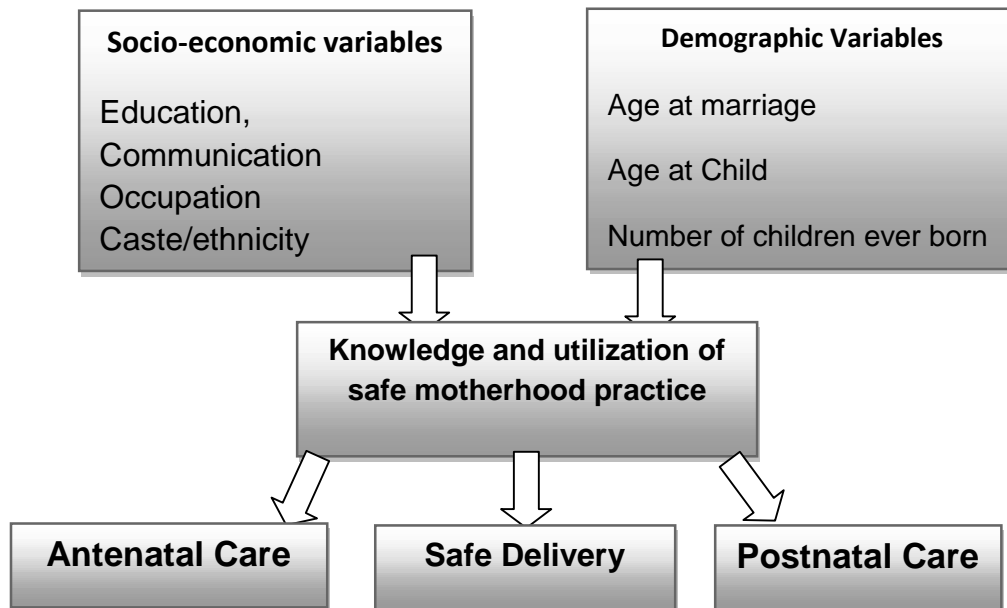 Socio-economic variables
Education,
Communication
Occupation
Caste/ethnicity
Demographic Variables
Age at marriage
Age at Child
Number of children ever born
Knowledge and utilization of
safe motherhood practice
Antenatal Care
Safe Delivery
Postnatal Care